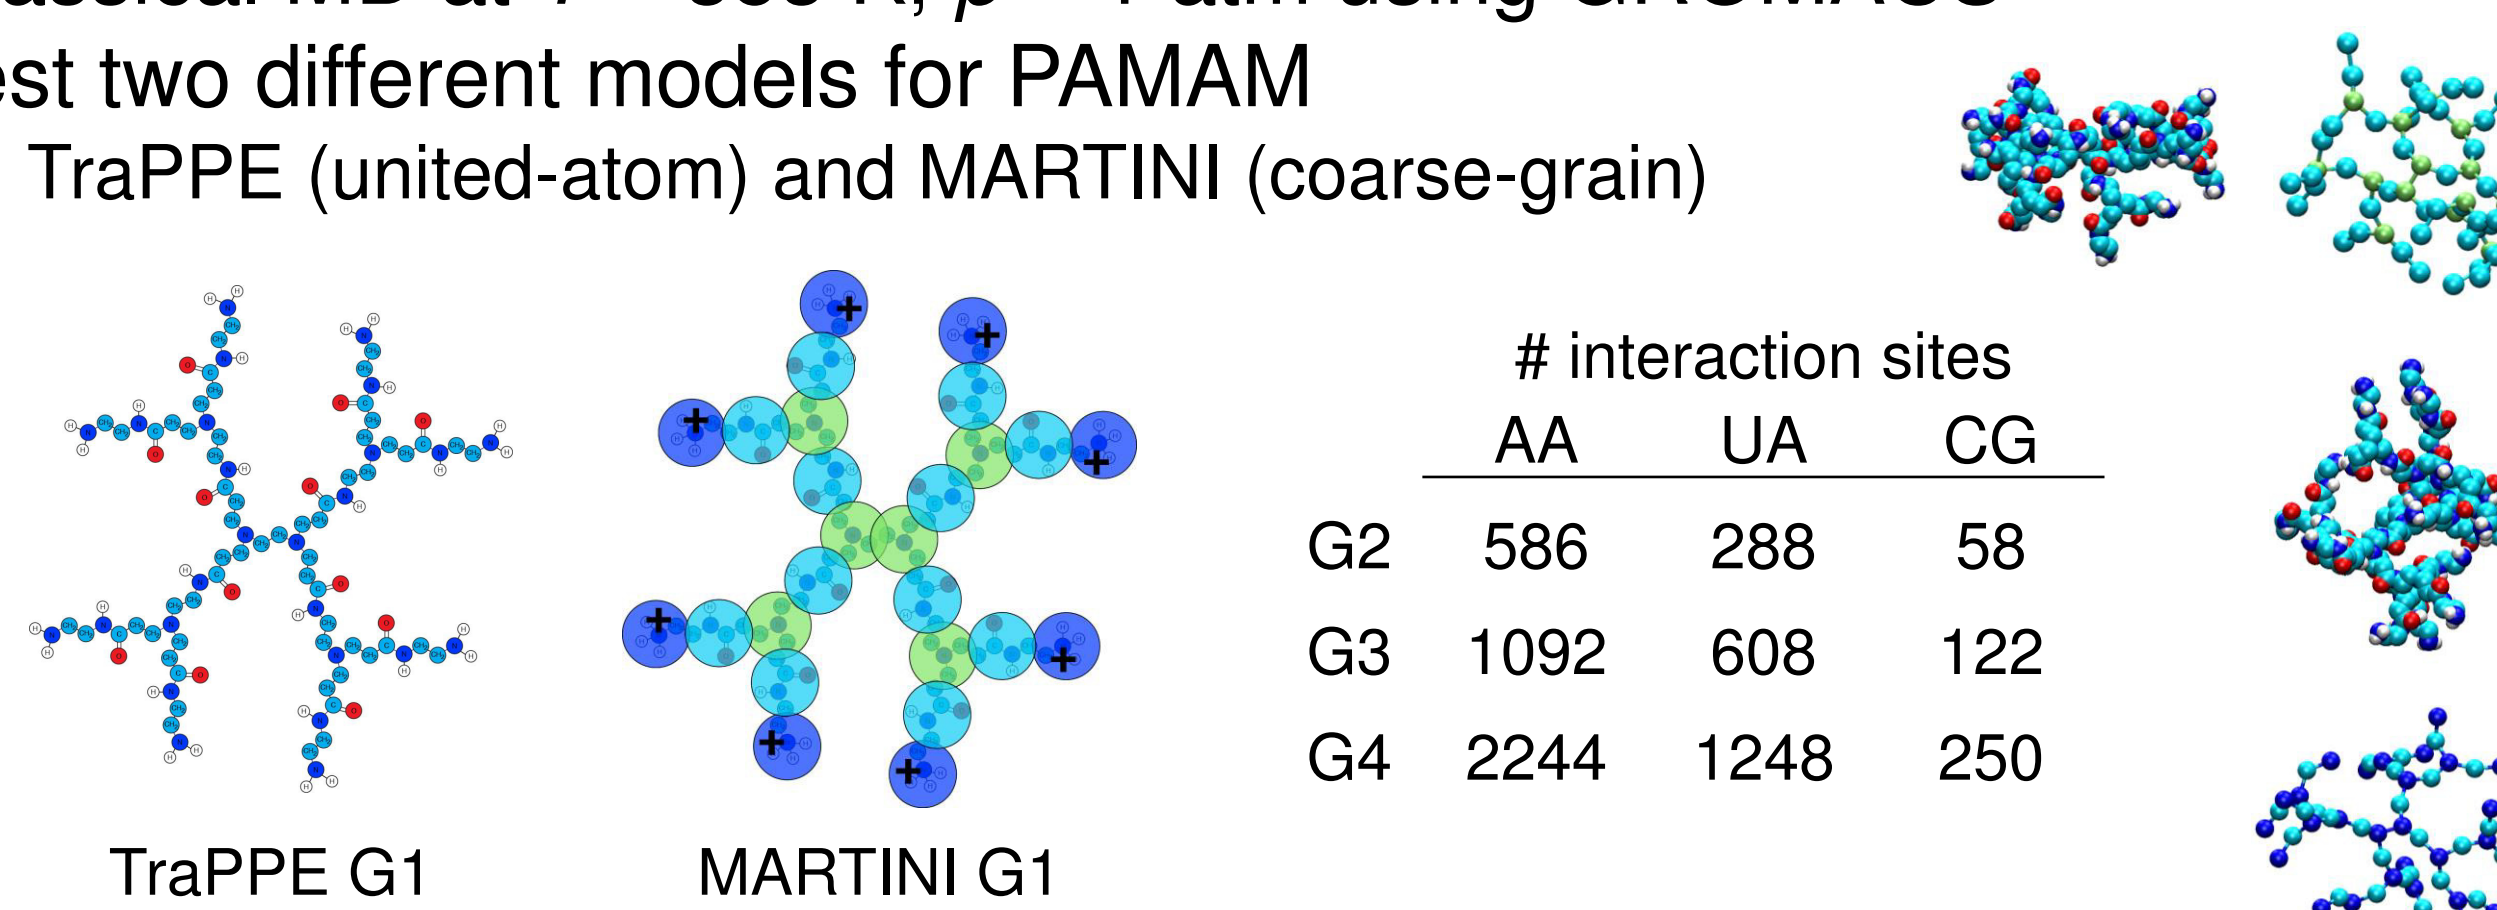 est two different models for PAMAM
TraPPE (united-atom) and MARTINI (coarse-grain)
# interaction sites
AA UA CG
G2 586 288 58
G3 1092 608 122
G4 2244 1248 250
TraPPE G1
MARTINI G1